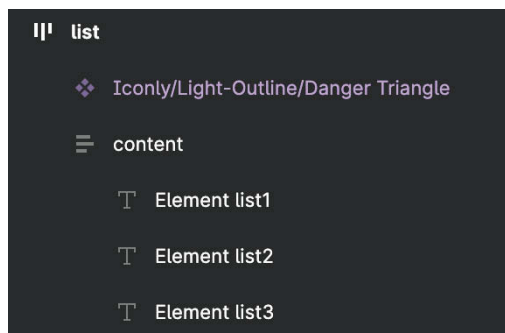 list
Iconly/Light-Outline/Danger Triangle
content
Element list1
Element list2
Element list3